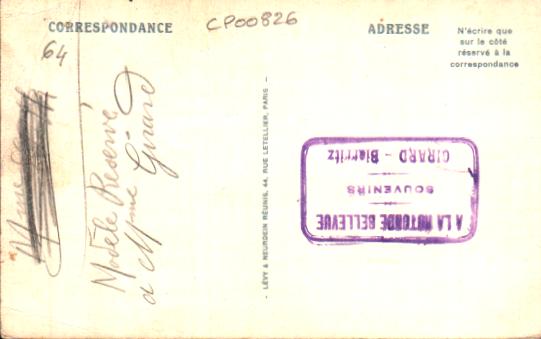 CORRESPONDANCE
CP00826
ADRESSE
N'écrire que
sur le côté
réservé à la
correspondance
64
Mme
Modèle Réservé
à Mme Girard
- LÉVY & NEURDEIN RÉUNIS, 44, RUE LETELLIER, PARIS -
A LA ROTONDE BELLEVUE
SOUVENIRS
GIRARD - Biarritz